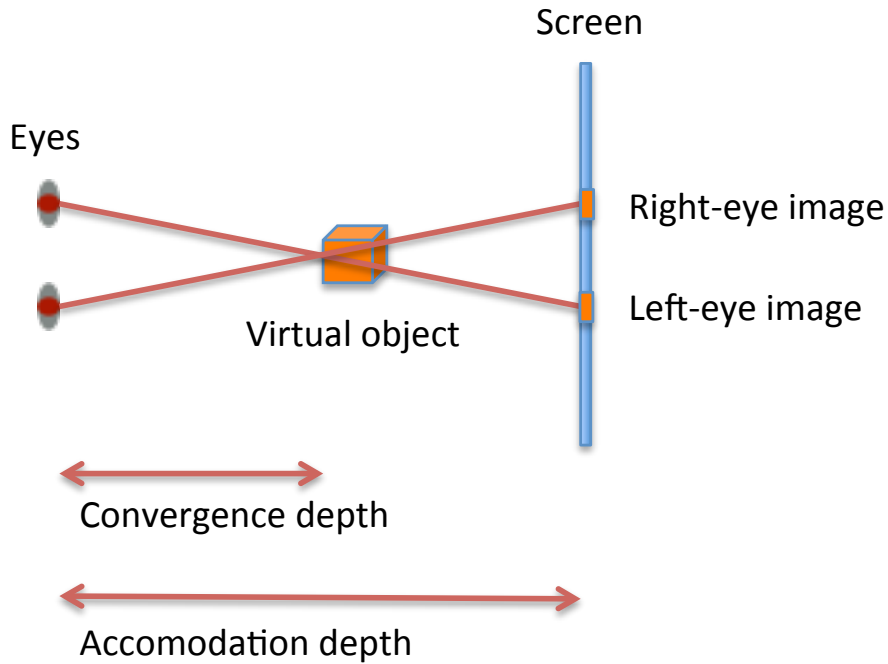 Screen
Eyes
Right-eye image
Left-eye image
Virtual object
Convergence depth
Accomodation depth